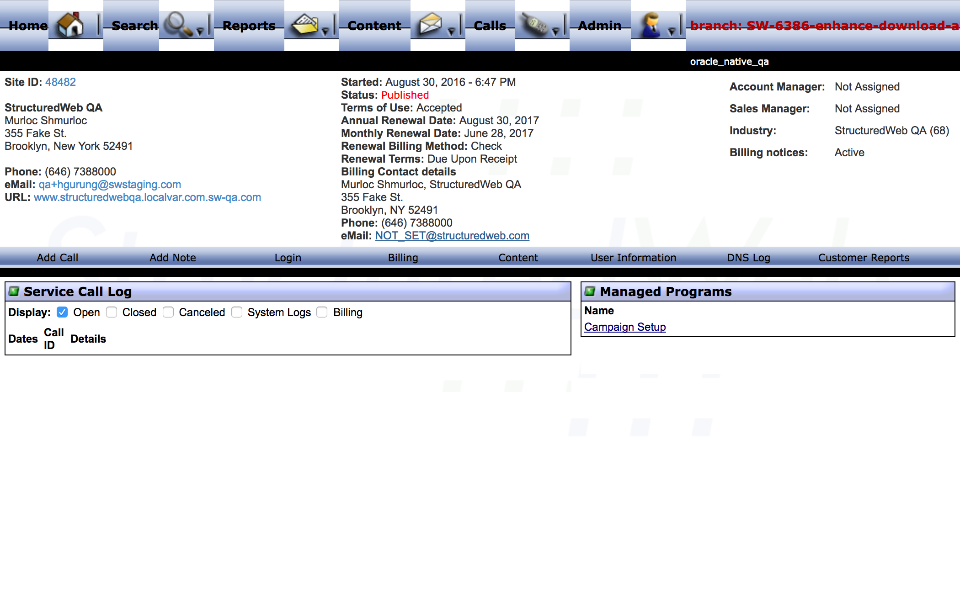 Home Search Reports Content Calls Admin branch: SW-6386-enhance-download-a
oracle_native_qa
Site ID: 48482
StructuredWeb QA
Murloc Shmurloc
355 Fake St.
Brooklyn, New York 52491
Phone: (646) 7388000
eMail: qa+hgurung@swstaging.com
URL: www.structuredwebqa.localvar.com.sw-qa.com
Started: August 30, 2016 - 6:47 PM
Status: Published
Terms of Use: Accepted
Annual Renewal Date: August 30, 2017
Monthly Renewal Date: June 28, 2017
Renewal Billing Method: Check
Renewal Terms: Due Upon Receipt
Billing Contact details
Murloc Shmurloc, StructuredWeb QA
355 Fake St.
Brooklyn, NY 52491
Phone: (646) 7388000
eMail: NOT_SET@structuredweb.com
Account Manager: Not Assigned
Sales Manager: Not Assigned
Industry: StructuredWeb QA (68)
Billing notices: Active
Add Call Add Note Login Billing Content User Information DNS Log Customer Reports
Service Call Log
Display: Open Closed Canceled System Logs Billing
Dates Call ID Details
Managed Programs
Name
Campaign Setup